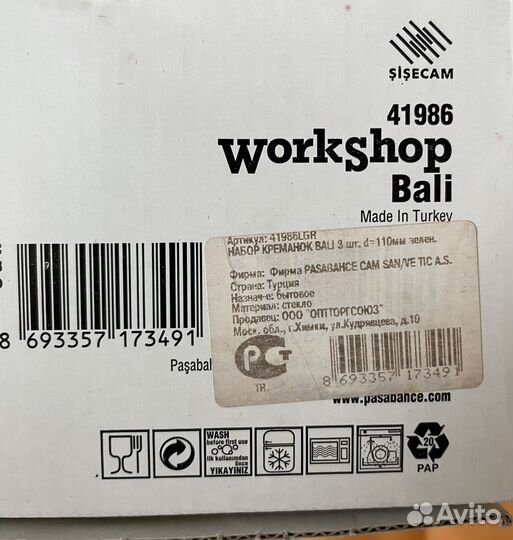 ŞİŞECAM
41986
workshop
Bali
Made In Turkey
Артикул: 41986LGR
НАБОР КРЕМАНОК BALI 3 шт. d=110мм зелен.
Фирма: Фирма PASABAHCE CAM SAN/VE TIC A.S.
Страна: Турция
Назнач-е: бытовое
Материал: стекло
Продавец: ООО "ОПТТОРГСОЮЗ"
Моск. обл., г.Химки, ул.Кудрявцева, д.10
8 693357 173491
8 693357 173491
Paşabah
www.pasabahce.com
WASH
before first use
ilk kullanımdan
önce
YIKAYINIZ
20
PAP
Avito